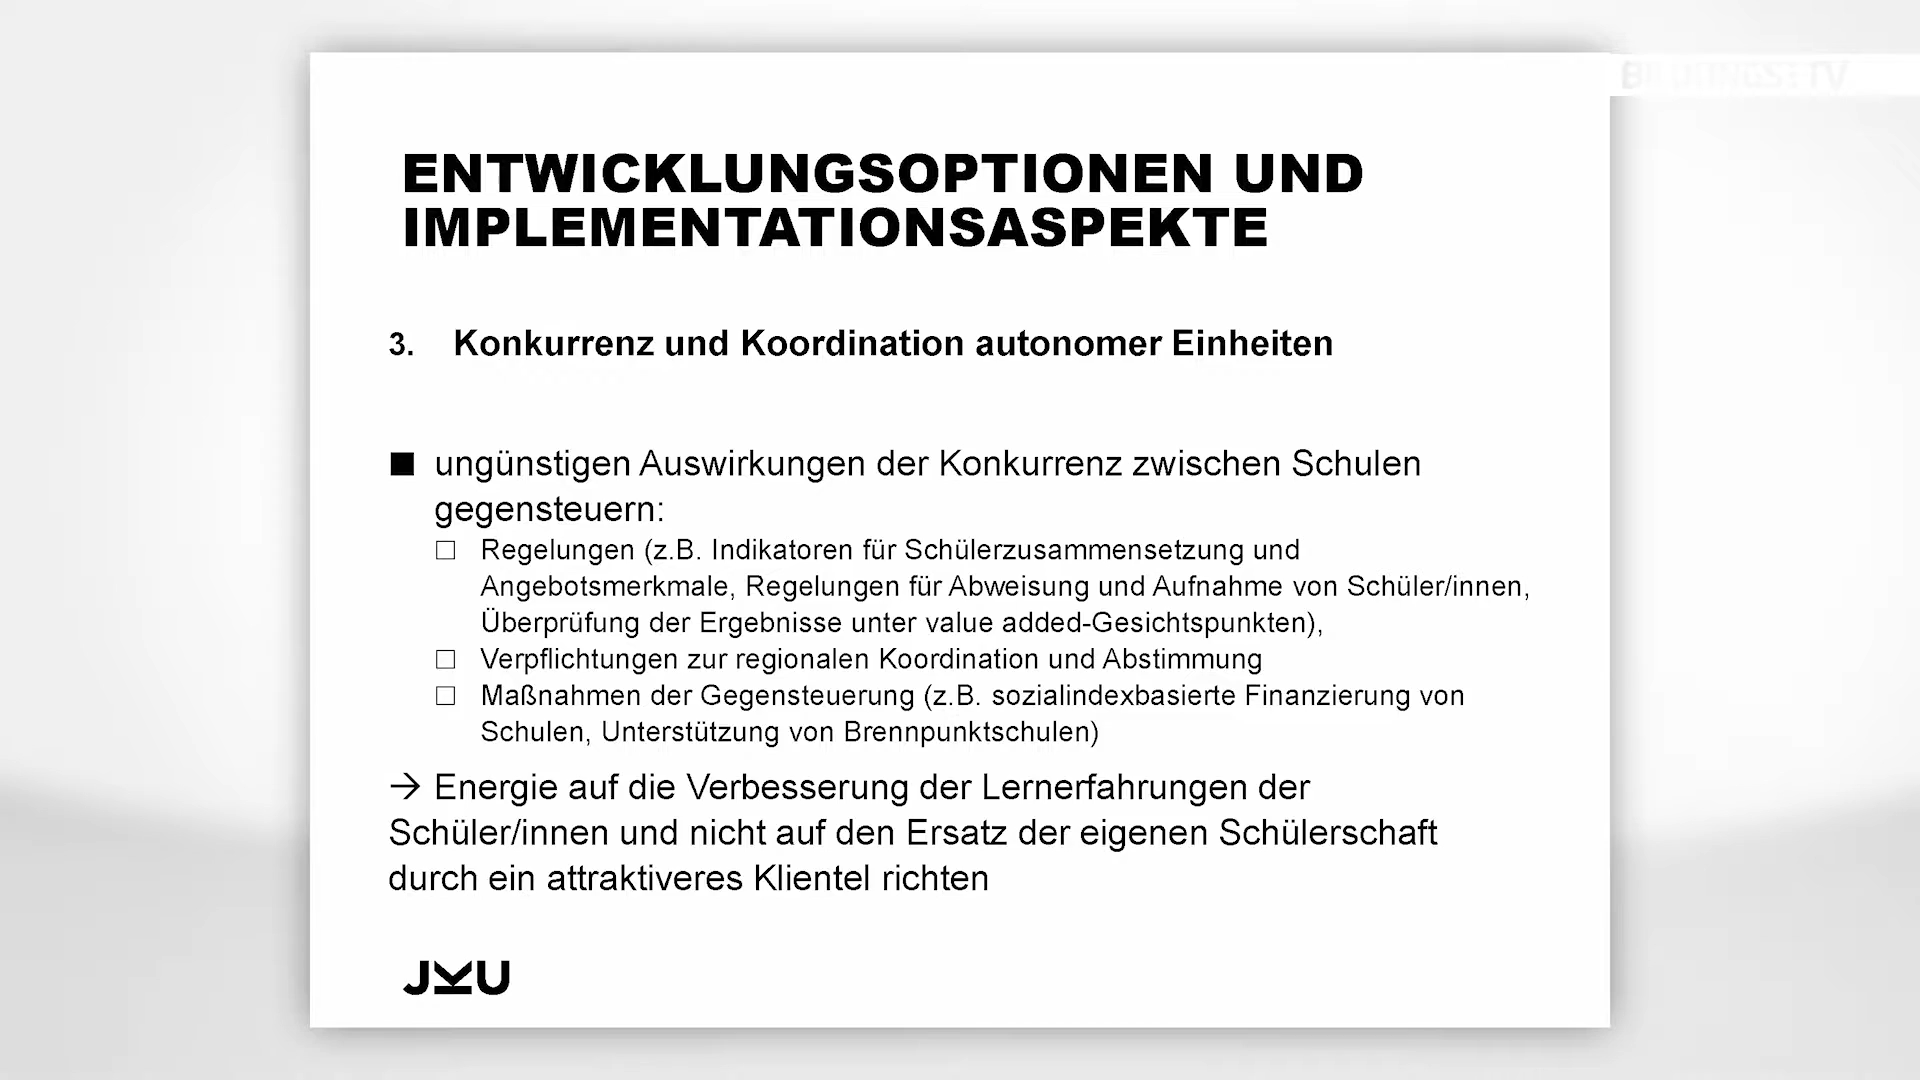 ENTWICKLUNGSOPTIONEN UND
IMPLEMENTATIONSASPEKTE
3. Konkurrenz und Koordination autonomer Einheiten
■ ungünstigen Auswirkungen der Konkurrenz zwischen Schulen
gegensteuern:
□ Regelungen (z.B. Indikatoren für Schülerzusammensetzung und
Angebotsmerkmale, Regelungen für Abweisung und Aufnahme von Schüler/innen,
Überprüfung der Ergebnisse unter value added-Gesichtspunkten),
□ Verpflichtungen zur regionalen Koordination und Abstimmung
□ Maßnahmen der Gegensteuerung (z.B. sozialindexbasierte Finanzierung von
Schulen, Unterstützung von Brennpunktschulen)
→ Energie auf die Verbesserung der Lernerfahrungen der
Schüler/innen und nicht auf den Ersatz der eigenen Schülerschaft
durch ein attraktiveres Klientel richten
JKU